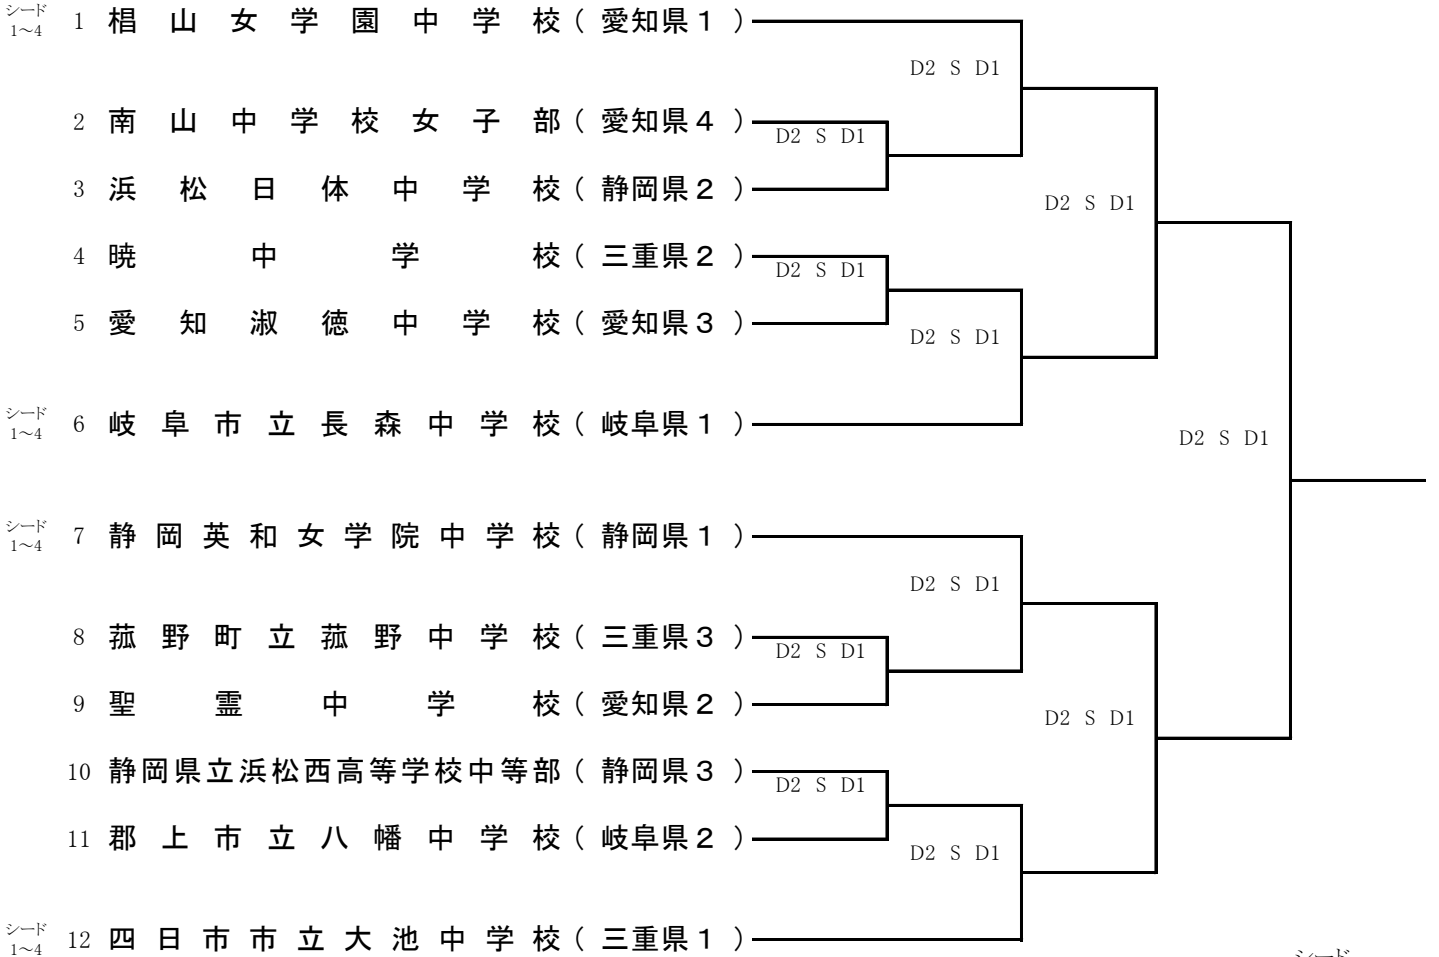 シード
1～4 1 椙山女学園中学校（愛知県１）
D2 S D1
2 南山中学校女子部（愛知県４）
D2 S D1
3 浜松日体中学校（静岡県２）
D2 S D1
4 暁中学校（三重県２）
D2 S D1
5 愛知淑徳中学校（愛知県３）
D2 S D1
シード
1～4 6 岐阜市立長森中学校（岐阜県１）
D2 S D1
シード
1～4 7 静岡英和女学院中学校（静岡県１）
D2 S D1
8 菰野町立菰野中学校（三重県３）
D2 S D1
9 聖霊中学校（愛知県２）
D2 S D1
10 静岡県立浜松西高等学校中等部（静岡県３）
D2 S D1
11 郡上市立八幡中学校（岐阜県２）
D2 S D1
シード
1～4 12 四日市市立大池中学校（三重県１）
シード